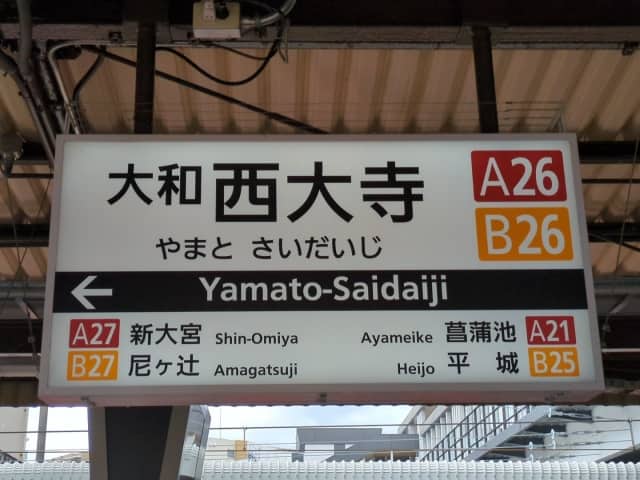 大和西大寺 A26
B26
やまと さいだいじ
← Yamato-Saidaiji
A27 新大宮 Shin-Omiya Ayameike 菖蒲池 A21
B27 尼ヶ辻 Amagatsuji Heijo 平城 B25